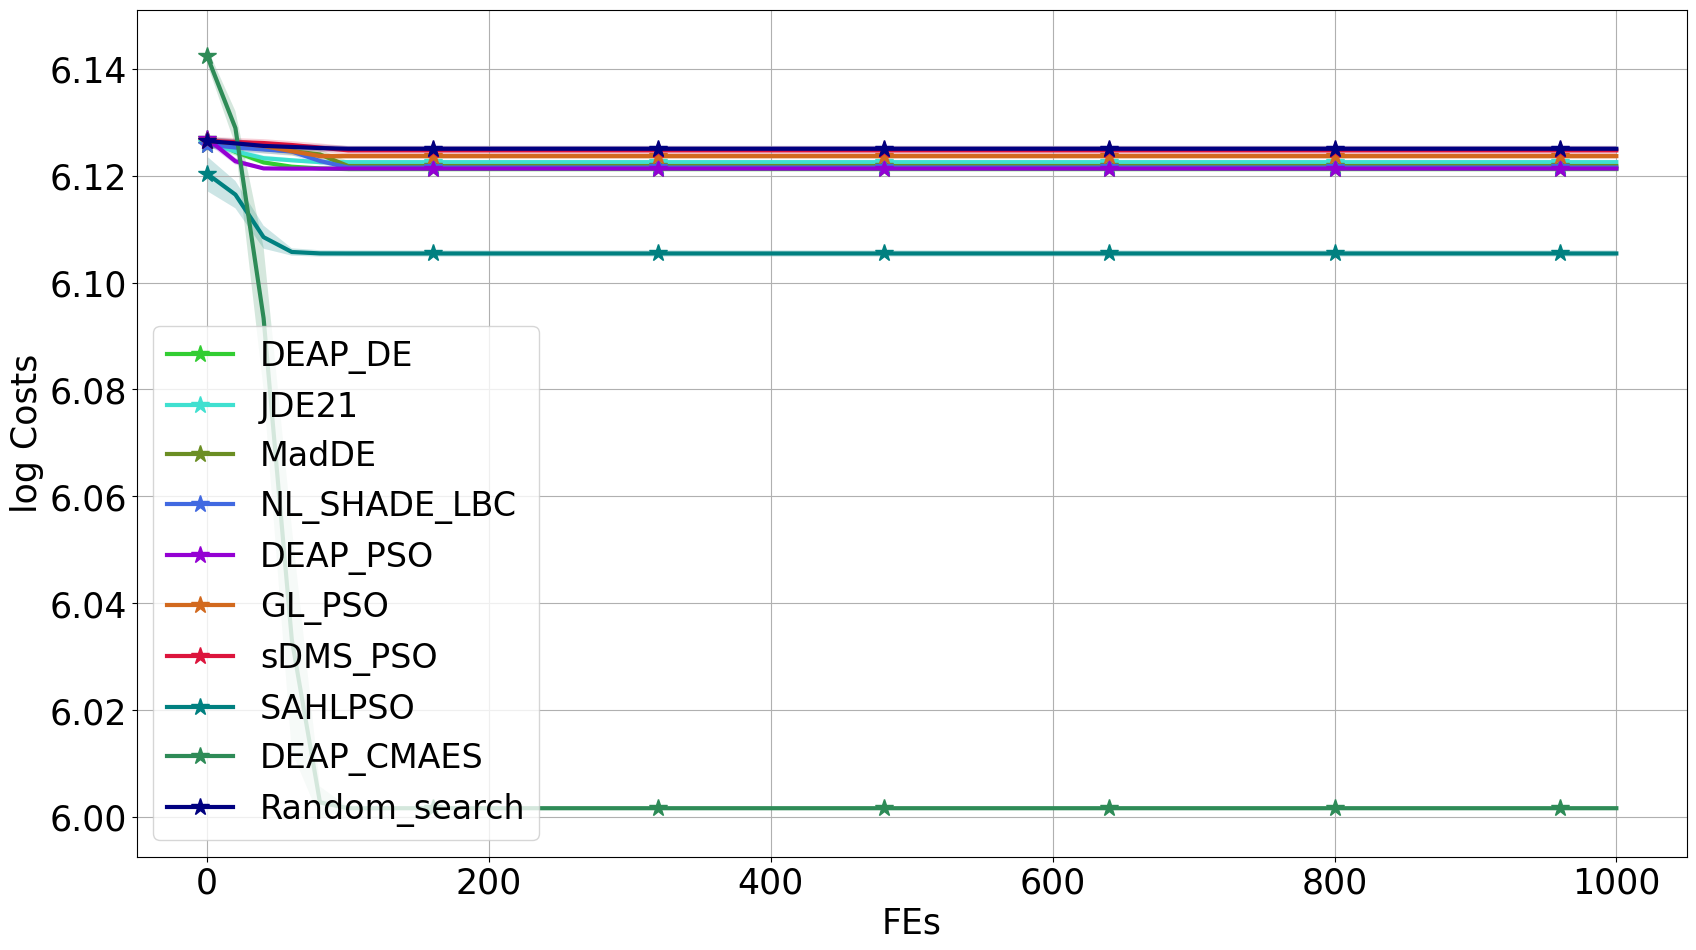 log Costs
6.14
6.12
6.10
6.08
6.06
6.04
6.02
6.00
DEAP_DE
JDE21
MadDE
NL_SHADE_LBC
DEAP_PSO
GL_PSO
sDMS_PSO
SAHLPSO
DEAP_CMAES
Random_search
0 200 400 600 800 1000
FEs